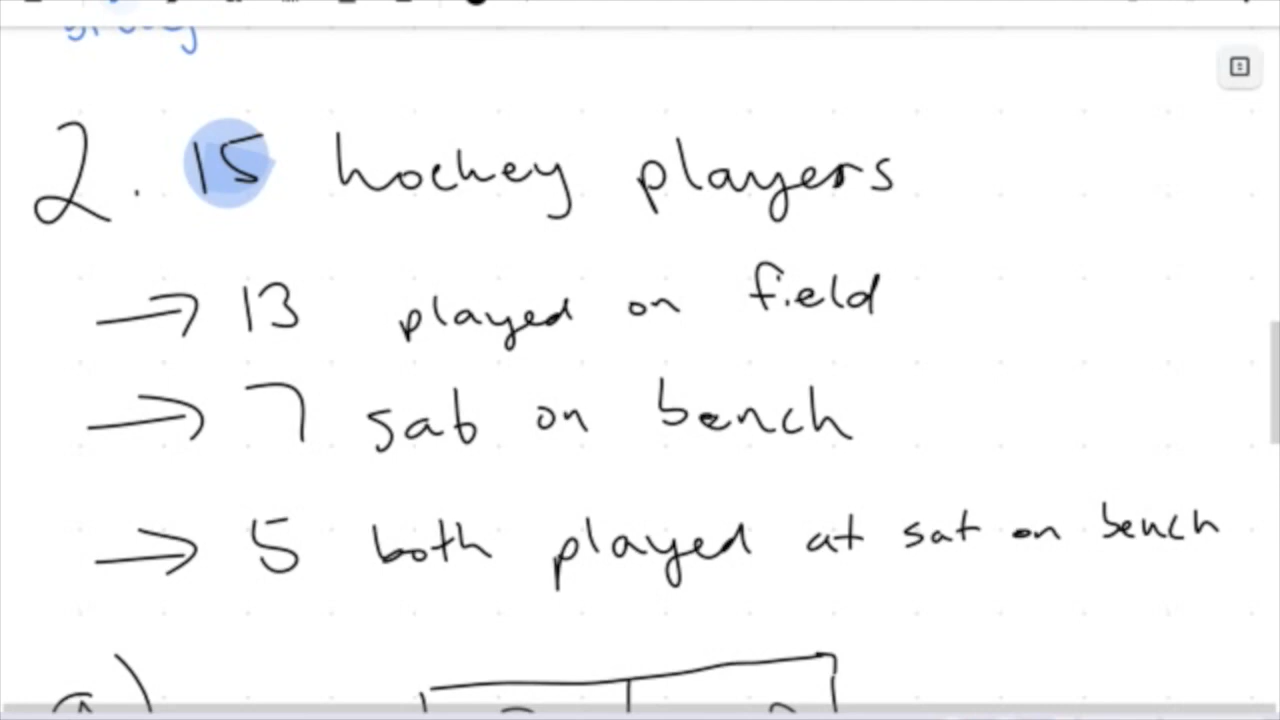 2. 15 hockey players
→ 13 played on field
→ 7 sat on bench
→ 5 both played at sat on bench
a)